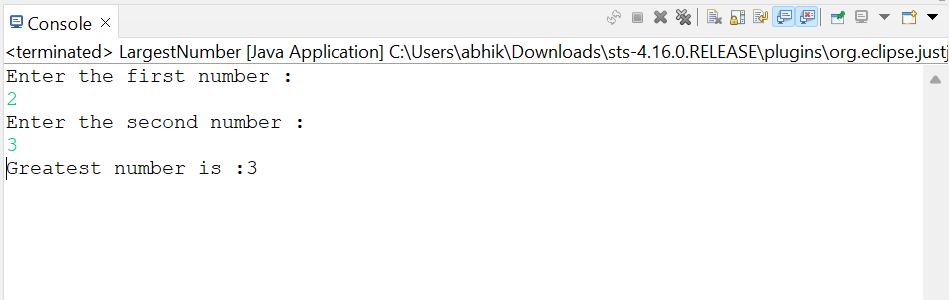 Console
<terminated> LargestNumber [Java Application] C:\Users\abhik\Downloads\sts-4.16.0.RELEASE\plugins\org.eclipse.justj
Enter the first number :
2
Enter the second number :
3
Greatest number is :3